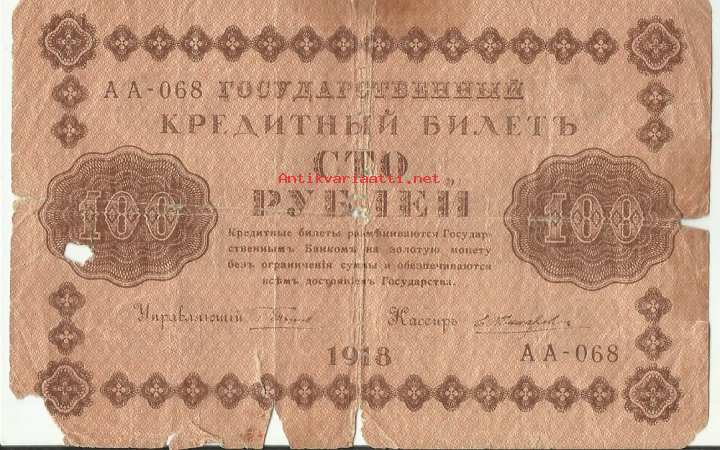 АА-068 ГОСУДАРСТВЕННЫЙ
КРЕДИТНЫЙ БИЛЕТЪ
СТО
Antikvariaatti.net
РУБЛЕЙ
100
100
Кредитные билеты размѣниваются Государ-
ственнымъ Банкомъ на золотую монету
безъ ограниченія суммы и обезпечиваются
всѣмъ достояніемъ Государства.
Управляющій
Кассиръ
1918
АА-068